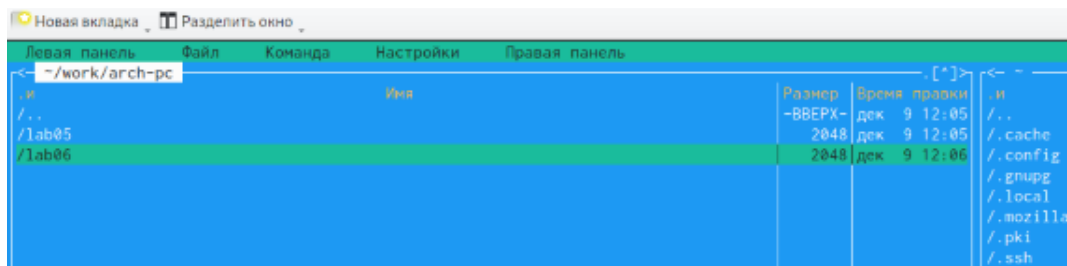 Новая вкладка Разделить окно
Левая панель Файл Команда Настройки Правая панель
<- ~/work/arch-pc .[^]> <- ~
.и Имя Размер Время правки .и
/.. -ВВЕРХ- дек 9 12:05 /..
/lab05 2048 дек 9 12:05 /.cache
/lab06 2048 дек 9 12:06 /.config
/.gnupg
/.local
/.mozilla
/.pki
/.ssh